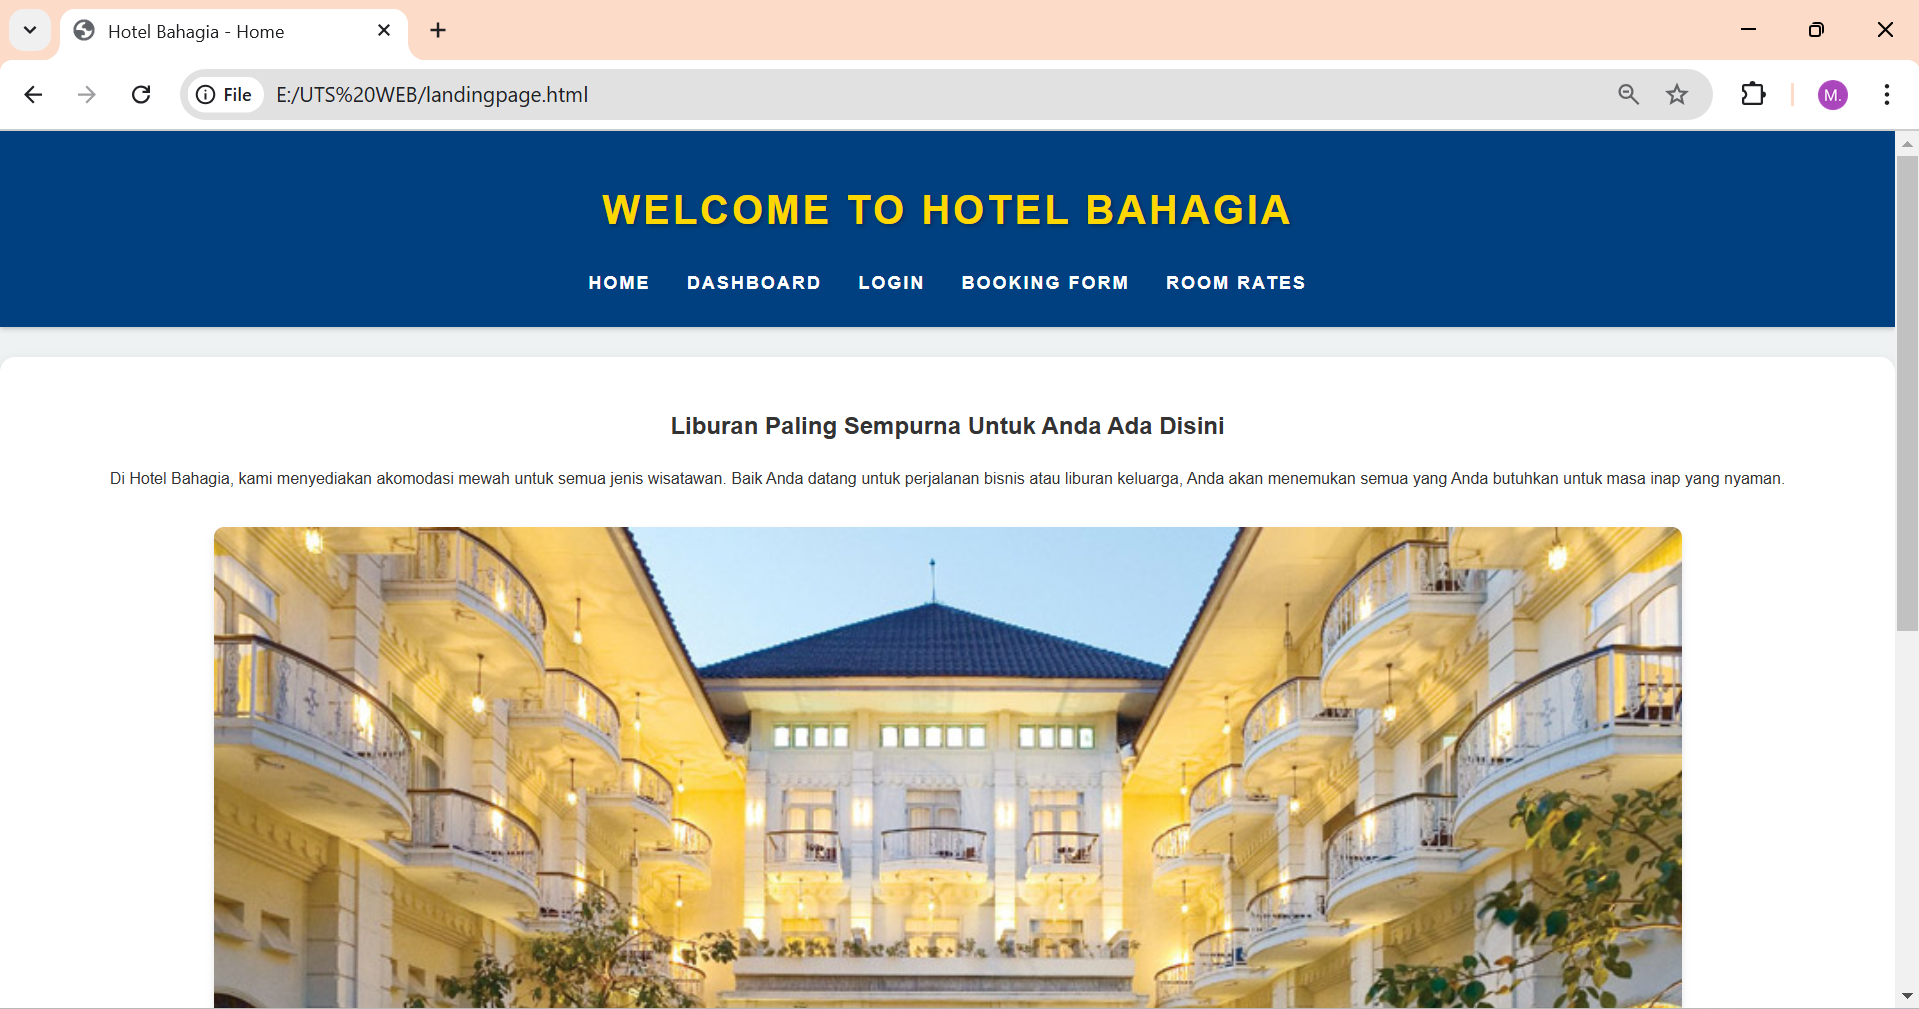 Hotel Bahagia - Home
File
E:/UTS%20WEB/landingpage.html
M.
WELCOME TO HOTEL BAHAGIA
HOME DASHBOARD LOGIN BOOKING FORM ROOM RATES
Liburan Paling Sempurna Untuk Anda Ada Disini
Di Hotel Bahagia, kami menyediakan akomodasi mewah untuk semua jenis wisatawan. Baik Anda datang untuk perjalanan bisnis atau liburan keluarga, Anda akan menemukan semua yang Anda butuhkan untuk masa inap yang nyaman.